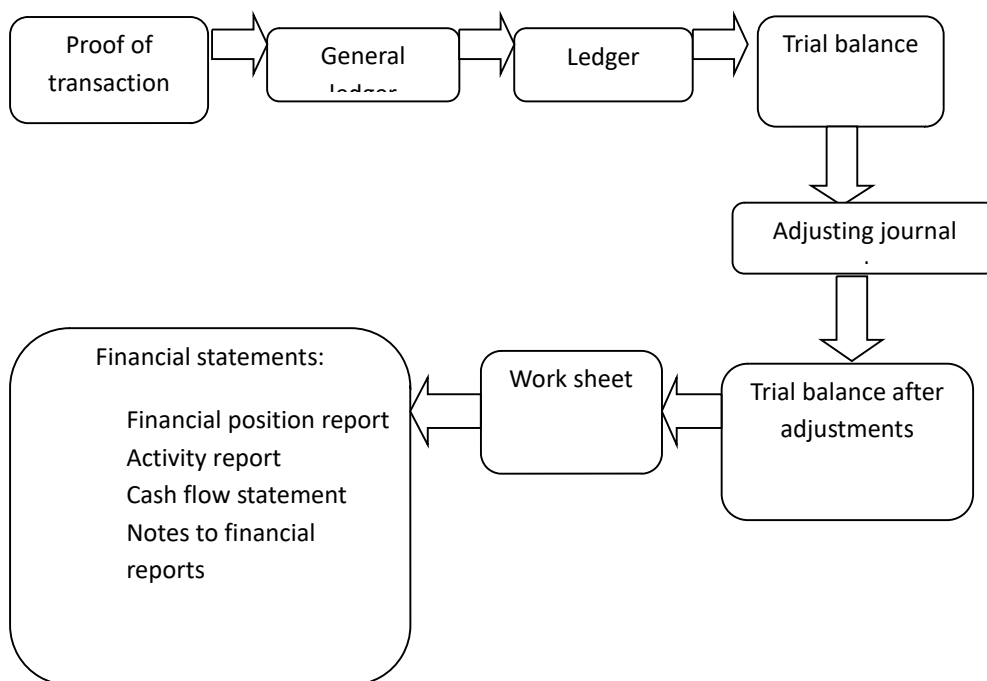 Proof of
transaction
General
ledger
Ledger
Trial balance
Adjusting journal
Trial balance after
adjustments
Work sheet
Financial statements:
Financial position report
Activity report
Cash flow statement
Notes to financial
reports